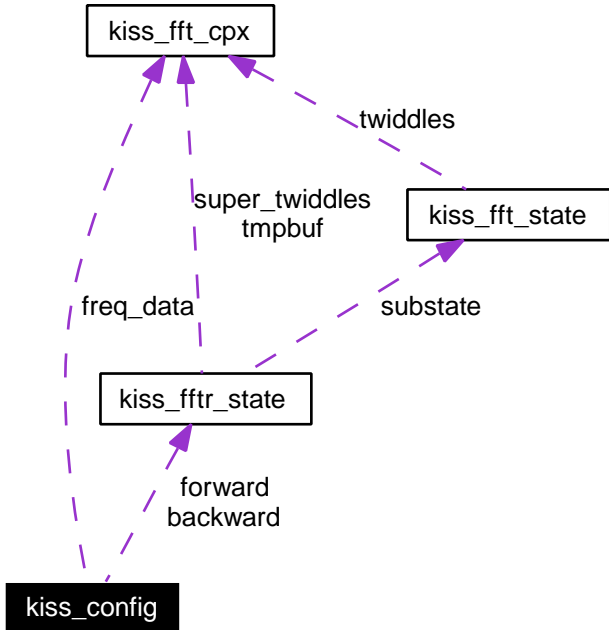 kiss_fft_cpx
twiddles
super_twiddles
tmpbuf
kiss_fft_state
freq_data
substate
kiss_fftr_state
forward
backward
kiss_config